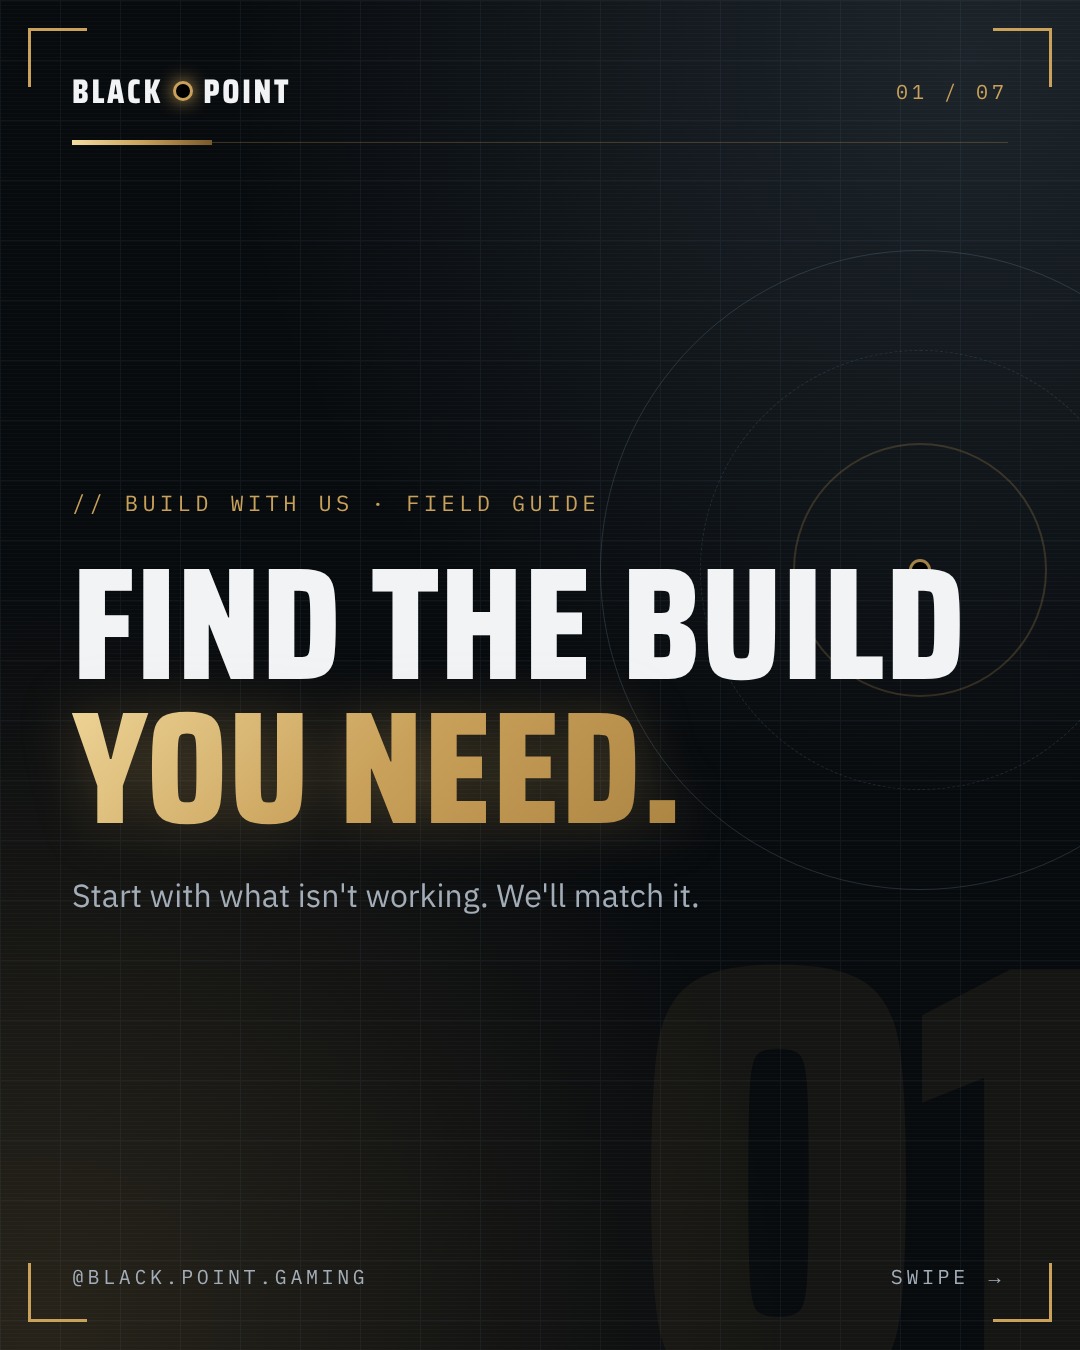 BLACK POINT
01 / 07
// BUILD WITH US · FIELD GUIDE
FIND THE BUILD
YOU NEED.
Start with what isn't working. We'll match it.
01
@BLACK.POINT.GAMING
SWIPE →